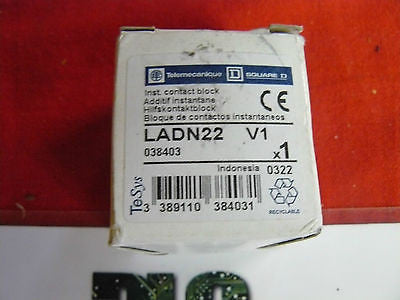 Telemecanique SQUARE D
Inst. contact block
Additif instantane
Hilfskontaktblock
Bloque de contactos instantaneos
CE
LADN22 V1
038403
x1
Indonesia 0322
TeSys
3 389110 384031
RECYCLABLE